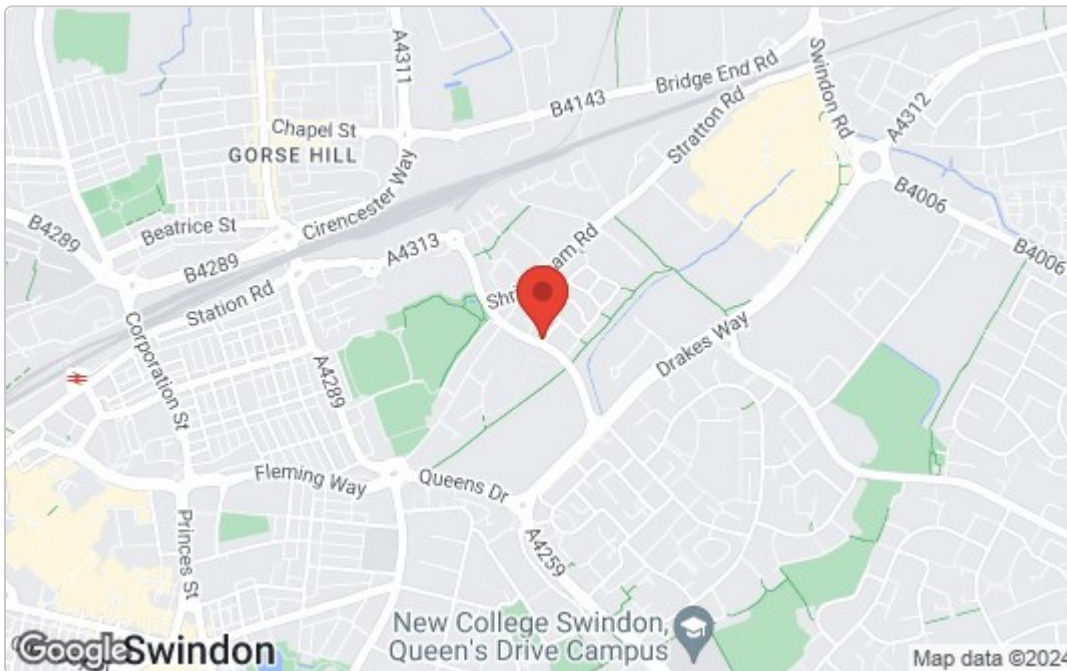 A4311
Swindon Rd
Bridge End Rd
B4143
A4312
Chapel St
GORSE HILL
Stratton Rd
Cirencester Way
B4006
B4289
Beatrice St
A4313
B4006
B4289
Station Rd
Corporation St
A4289
Drakes Way
Fleming Way
Queens Dr
Princes St
A4259
New College Swindon,
Queen's Drive Campus
Google
Swindon
Map data ©2024